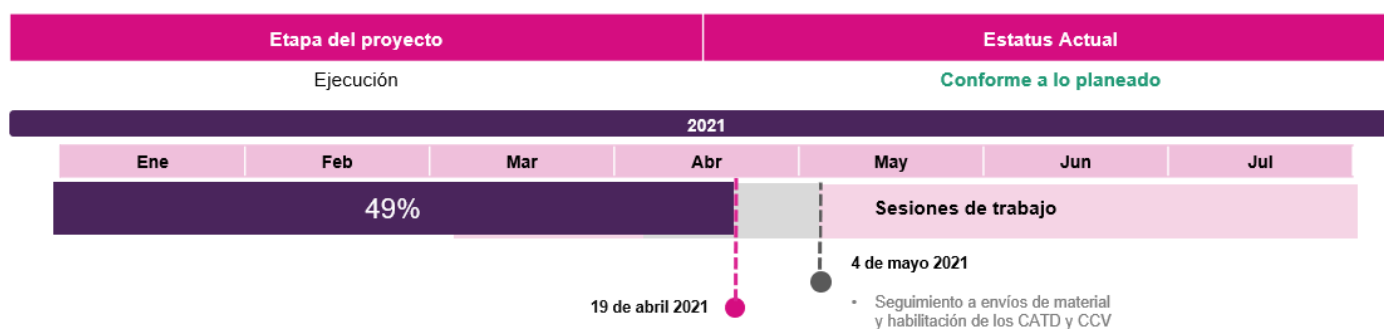 Etapa del proyecto
Estatus Actual
Ejecución
Conforme a lo planeado
2021
Ene Feb Mar Abr May Jun Jul
49%
Sesiones de trabajo
4 de mayo 2021
19 de abril 2021
• Seguimiento a envíos de material
y habilitación de los CATD y CCV